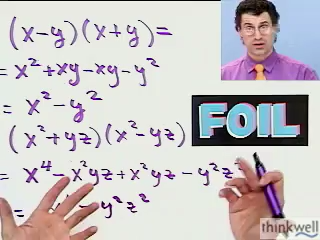 (x-y)(x+y)=
= x² + xy - xy - y²
= x² - y²
(x² + yz)(x² - yz)
FOIL
= x⁴ - x²yz + x²yz - y²z²
= y²z²
thinkwell